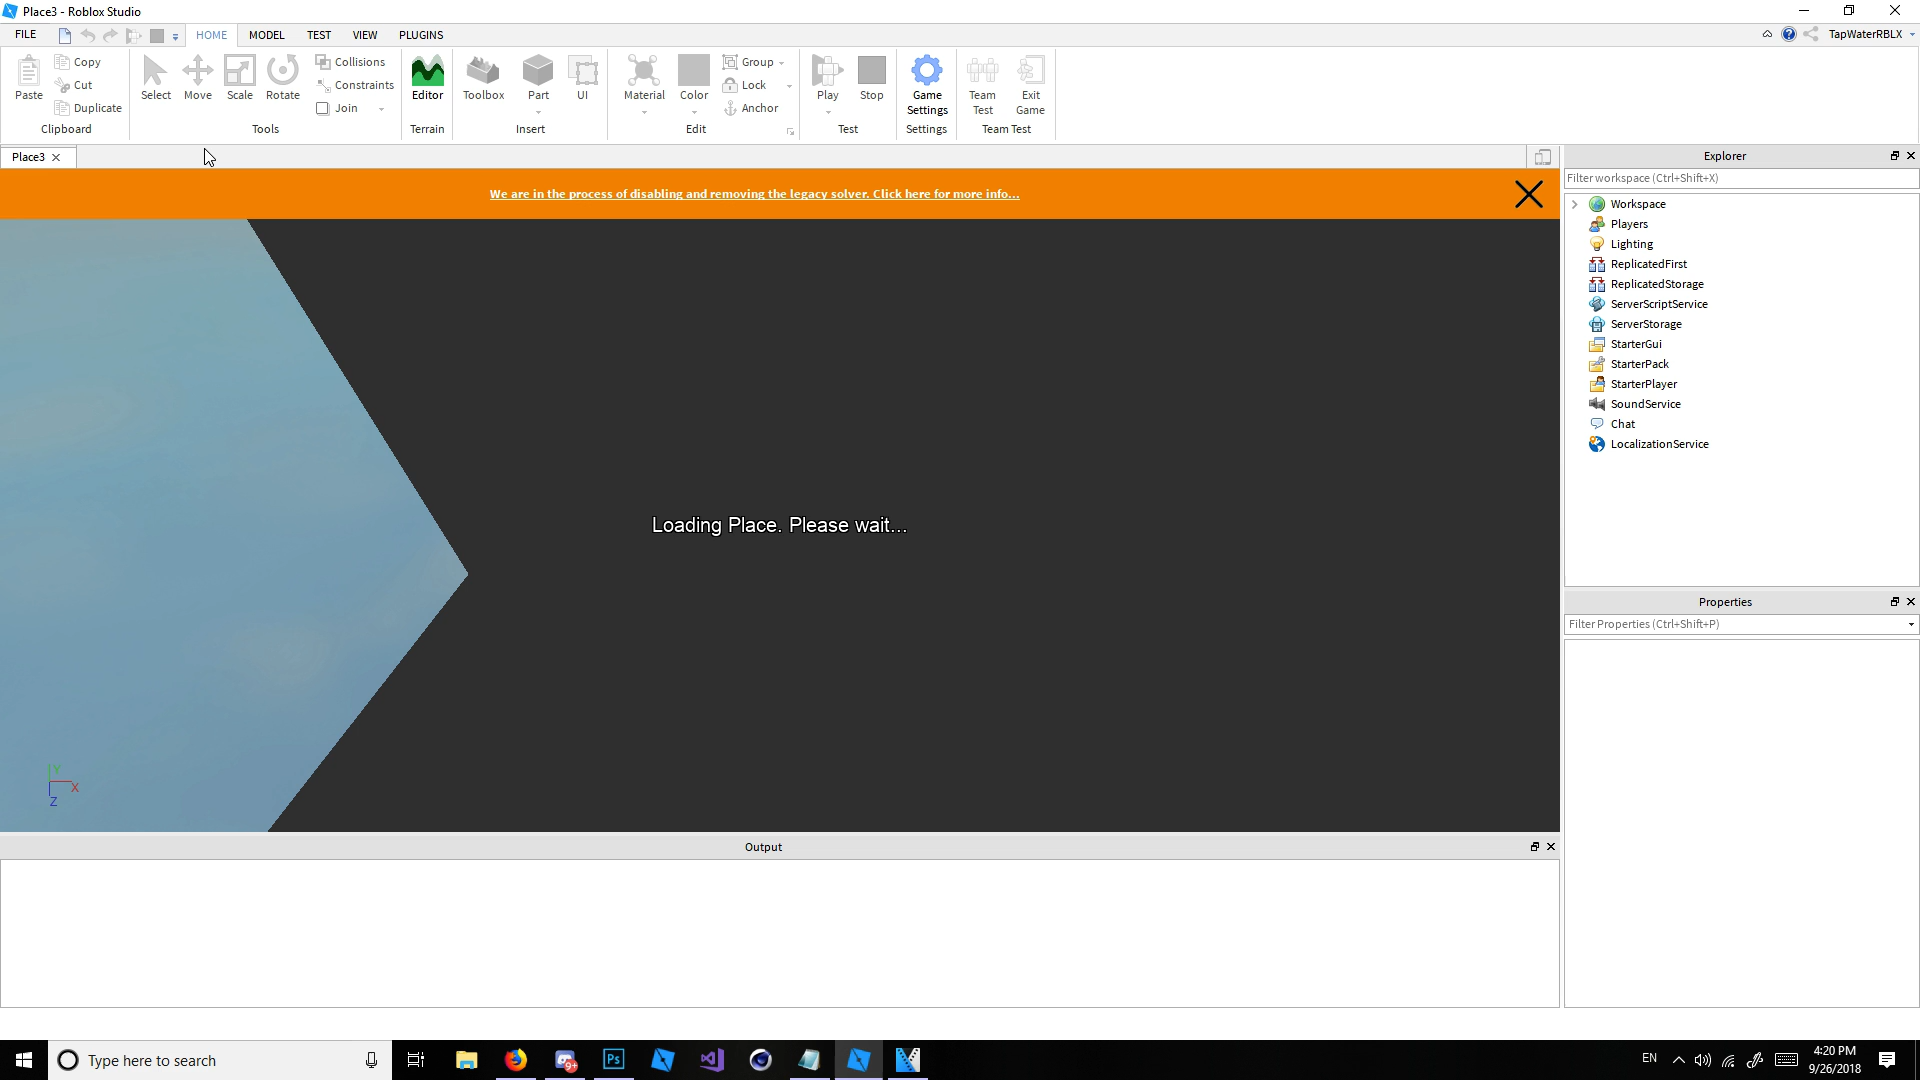 Place3 - Roblox Studio
FILE HOME MODEL TEST VIEW PLUGINS TapWaterRBLX
Paste Copy Cut Duplicate
Clipboard
Select Move Scale Rotate Collisions Constraints Join
Tools
Editor
Terrain
Toolbox Part UI
Insert
Material Color Group Lock Anchor
Edit
Play Stop
Test
Game Settings
Settings
Team Test Exit Game
Team Test
Place3
We are in the process of disabling and removing the legacy solver. Click here for more info...
Loading Place. Please wait...
Y
X
Z
Output
Explorer
Filter workspace (Ctrl+Shift+X)
Workspace
Players
Lighting
ReplicatedFirst
ReplicatedStorage
ServerScriptService
ServerStorage
StarterGui
StarterPack
StarterPlayer
SoundService
Chat
LocalizationService
Properties
Filter Properties (Ctrl+Shift+P)
Type here to search
9+
Ps
EN
4:20 PM
9/26/2018